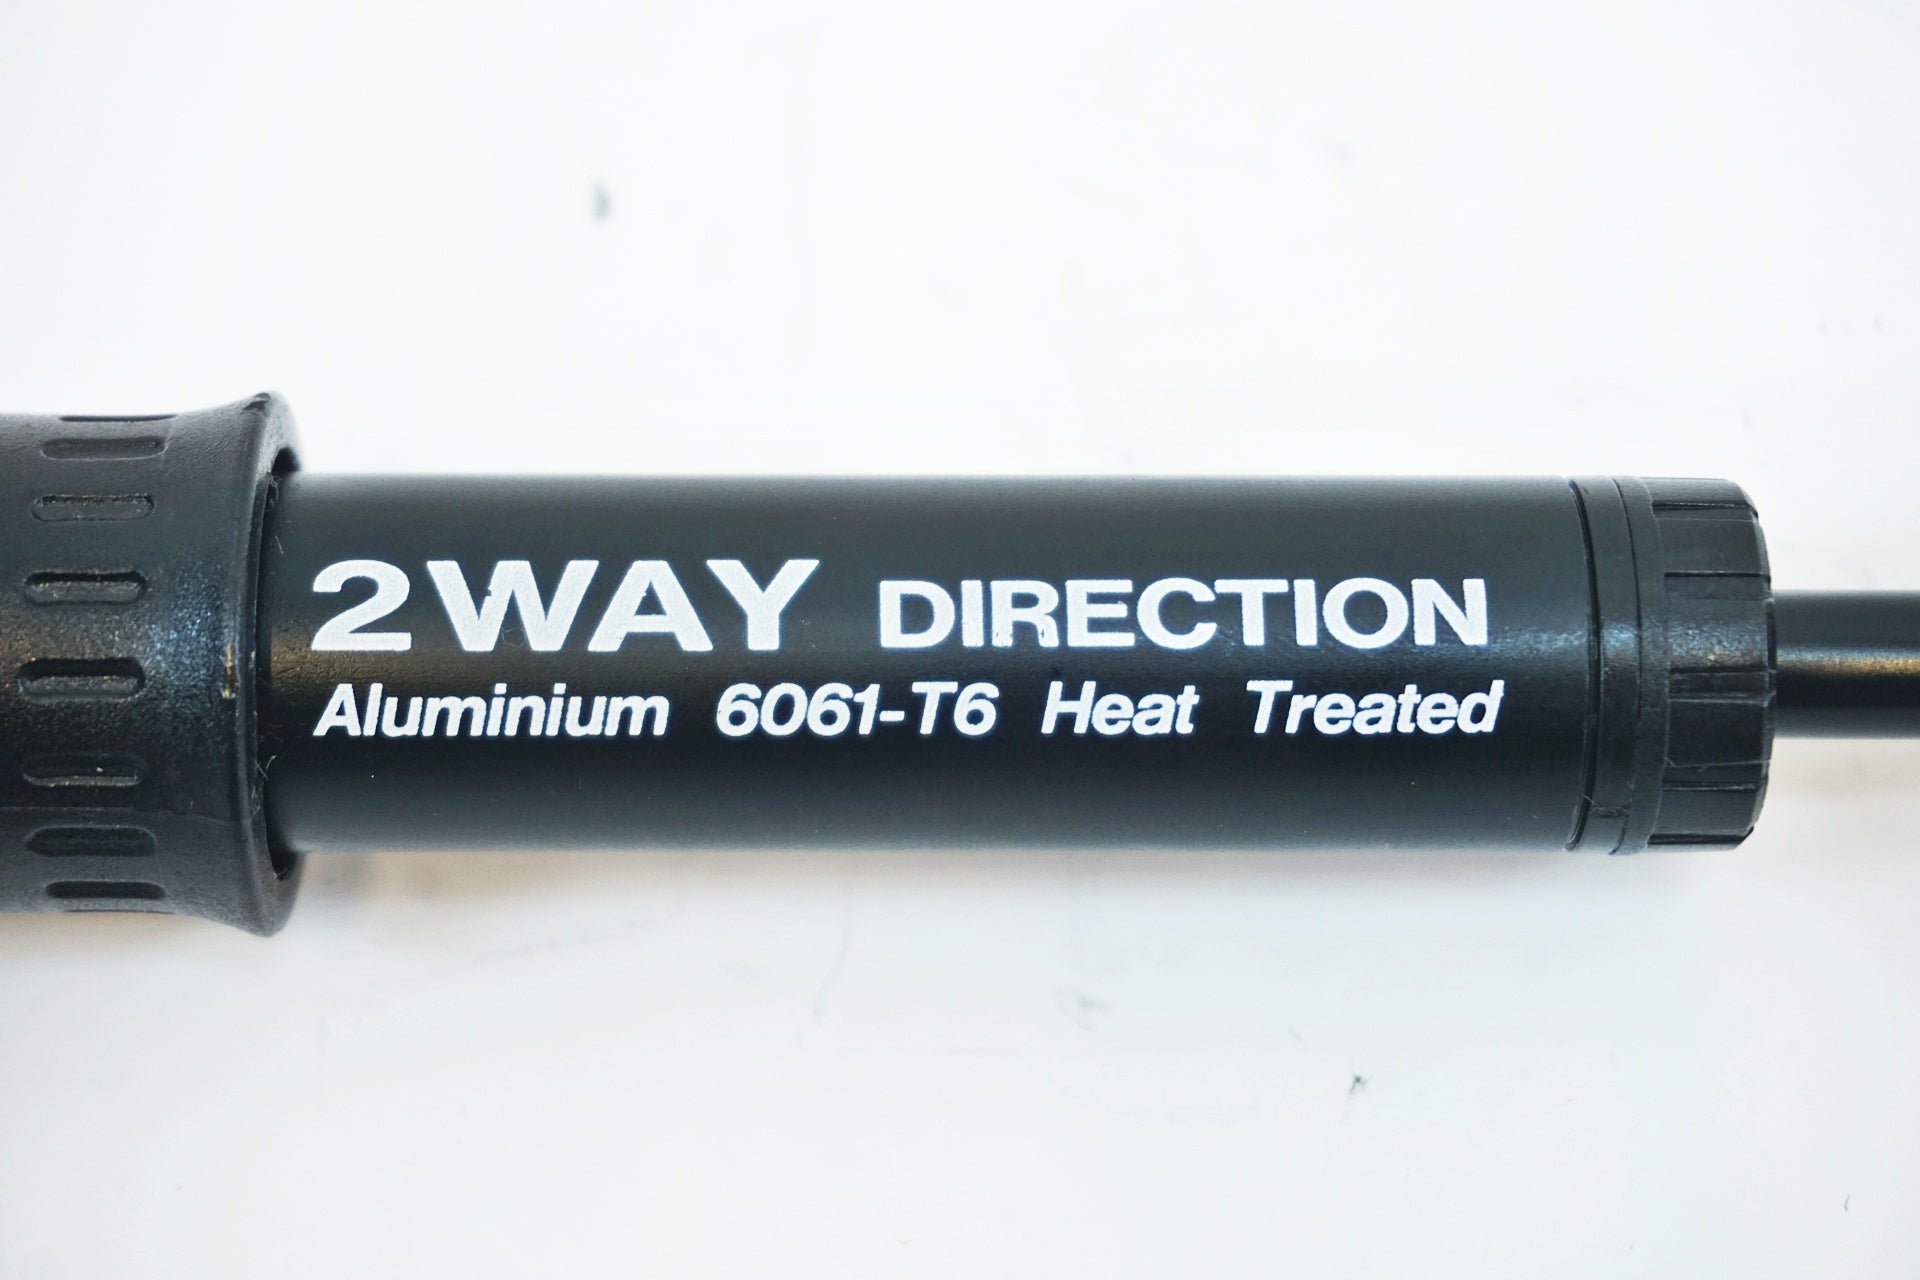 2WAY DIRECTION
Aluminium 6061-T6 Heat Treated